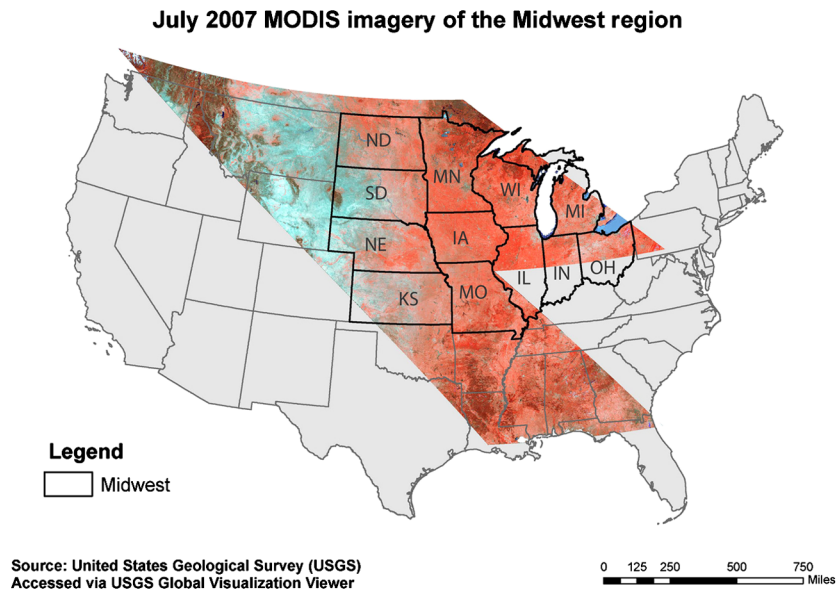 July 2007 MODIS imagery of the Midwest region
ND
MN
SD
WI
MI
NE
IA
IL
IN
OH
KS
MO
Legend
Midwest
Source: United States Geological Survey (USGS)
Accessed via USGS Global Visualization Viewer
0 125 250 500 750
Miles